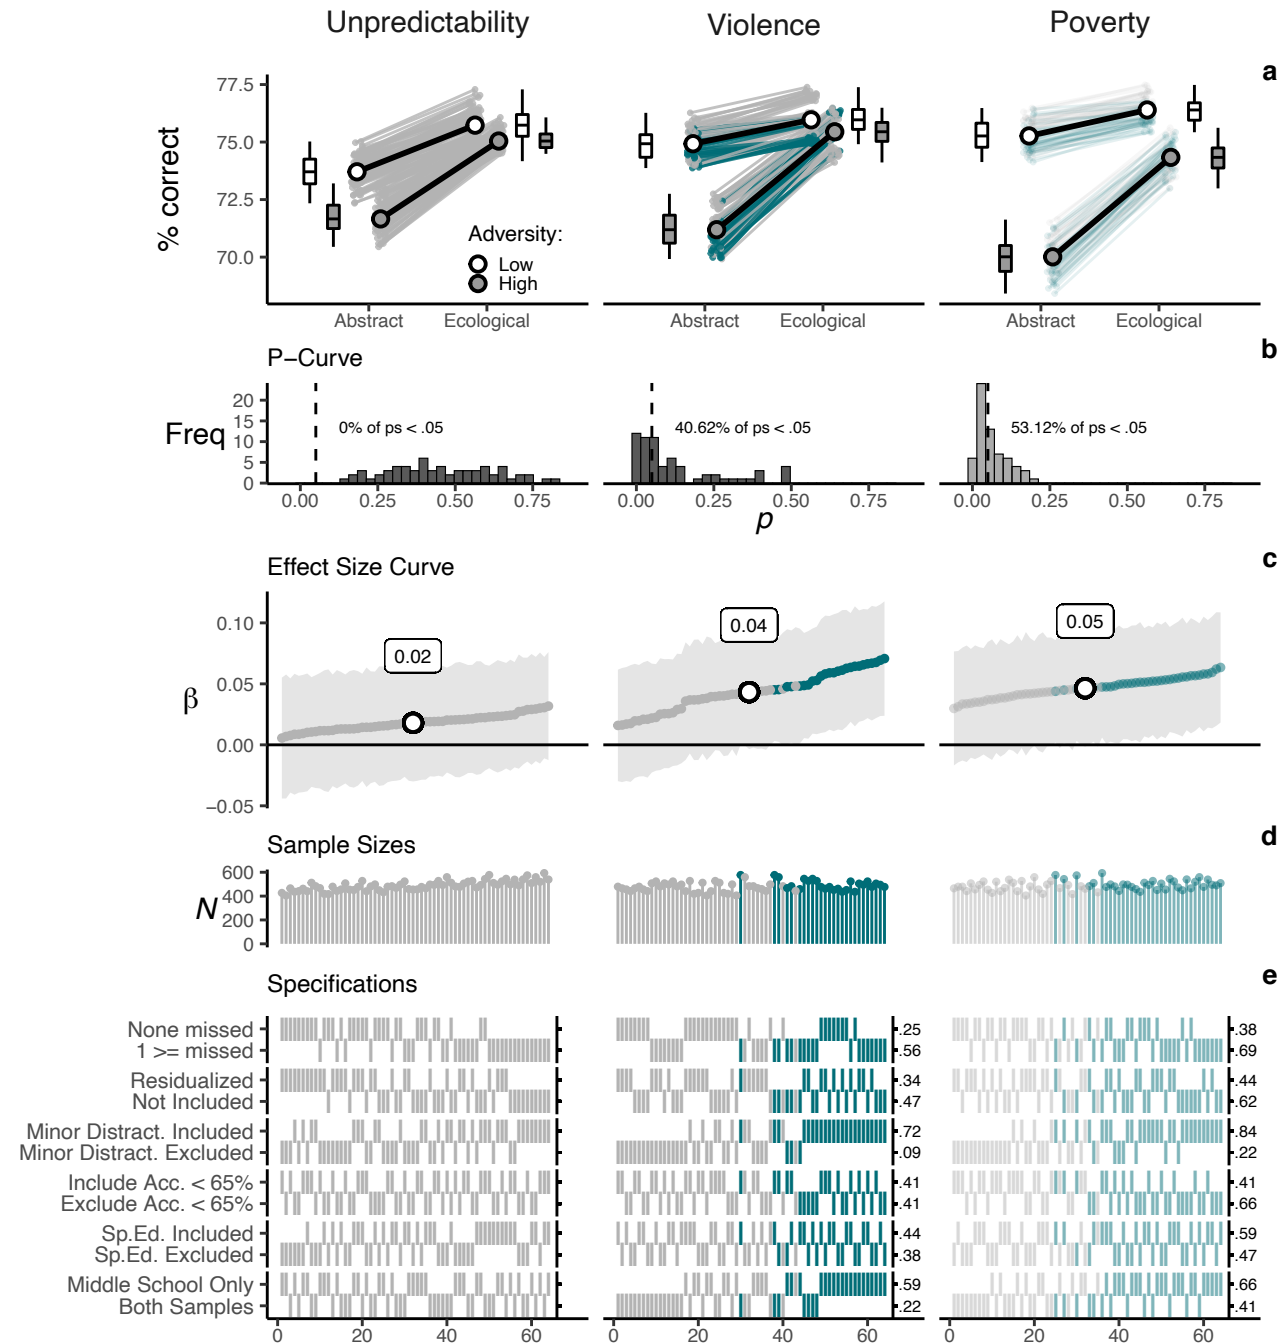 Unpredictability Violence Poverty
a
% correct
77.5
75.0
72.5
70.0
Adversity:
Low
High
Abstract Ecological Abstract Ecological Abstract Ecological
P−Curve
b
Freq
20
15
10
5
0
0% of ps < .05
40.62% of ps < .05
53.12% of ps < .05
0.00 0.25 0.50 0.75 0.00 0.25 0.50 0.75 0.00 0.25 0.50 0.75
p
Effect Size Curve
c
β
0.10
0.05
0.00
−0.05
0.02
0.04
0.05
Sample Sizes
d
N
600
400
200
0
Specifications
e
None missed .25 .38
1 >= missed .56 .69
Residualized .34 .44
Not Included .47 .62
Minor Distract. Included .72 .84
Minor Distract. Excluded .09 .22
Include Acc. < 65% .41 .41
Exclude Acc. < 65% .41 .66
Sp.Ed. Included .44 .59
Sp.Ed. Excluded .38 .47
Middle School Only .59 .66
Both Samples .22 .41
0 20 40 60 0 20 40 60 0 20 40 60